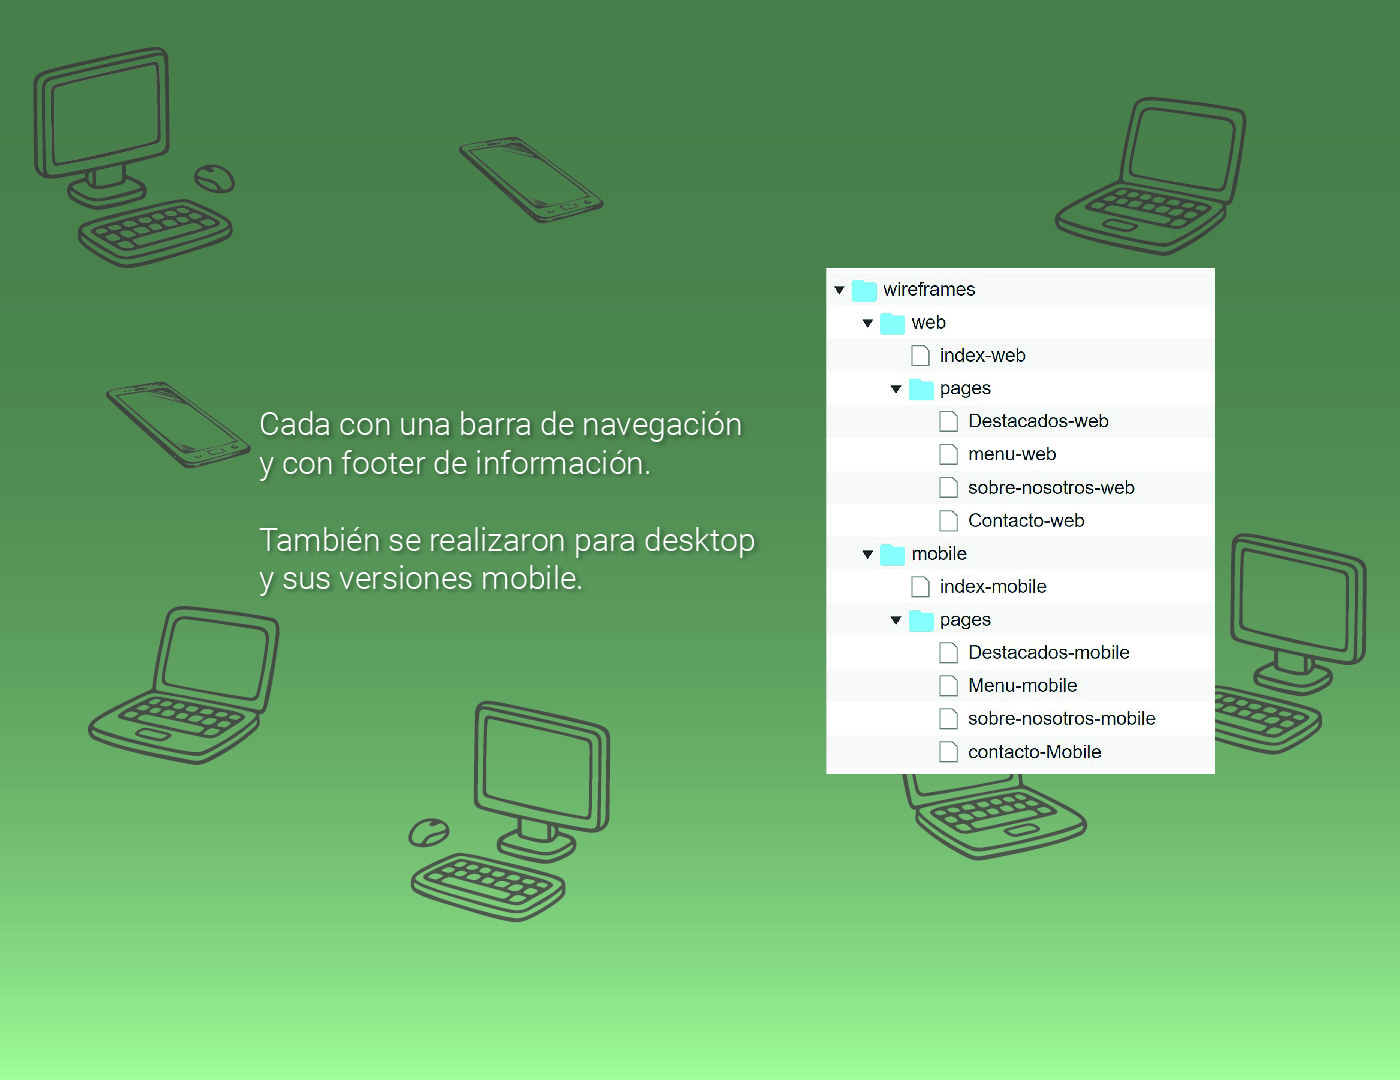 Cada con una barra de navegación
y con footer de información.
También se realizaron para desktop
y sus versiones mobile.
wireframes
web
index-web
pages
Destacados-web
menu-web
sobre-nosotros-web
Contacto-web
mobile
index-mobile
pages
Destacados-mobile
Menu-mobile
sobre-nosotros-mobile
contacto-Mobile